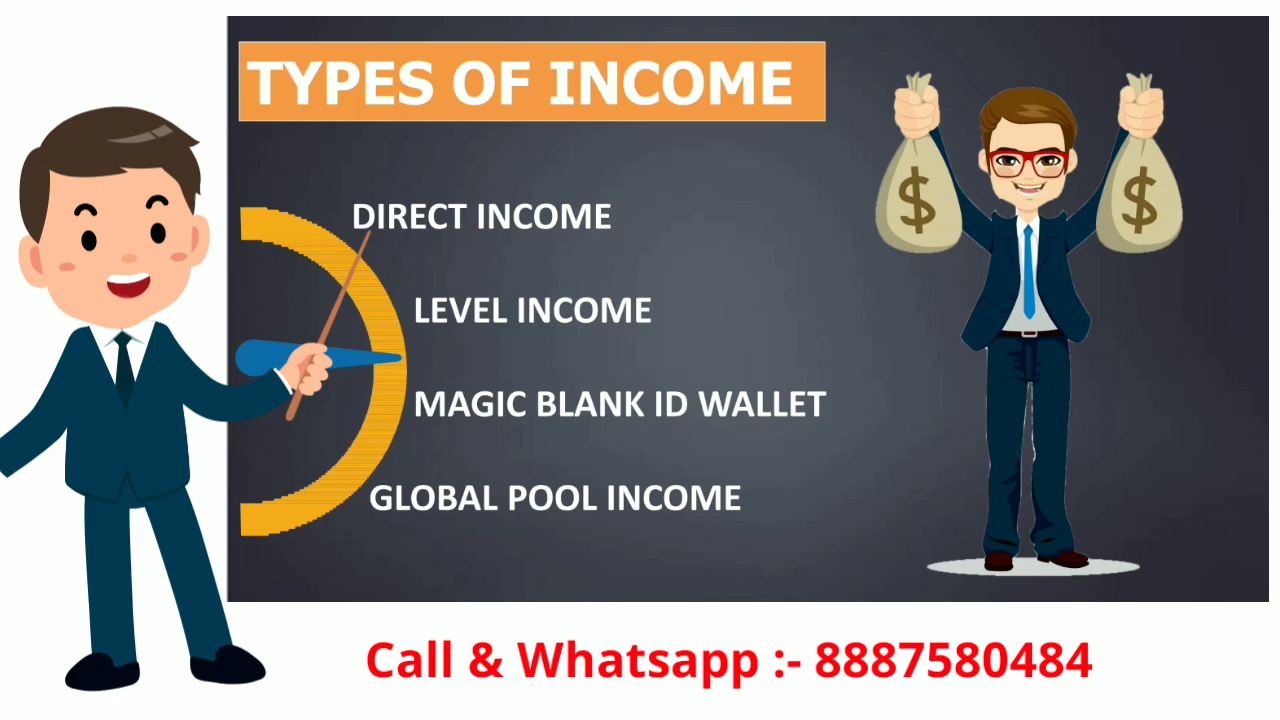 TYPES OF INCOME
DIRECT INCOME
LEVEL INCOME
MAGIC BLANK ID WALLET
GLOBAL POOL INCOME
$ $
Call & Whatsapp :- 8887580484